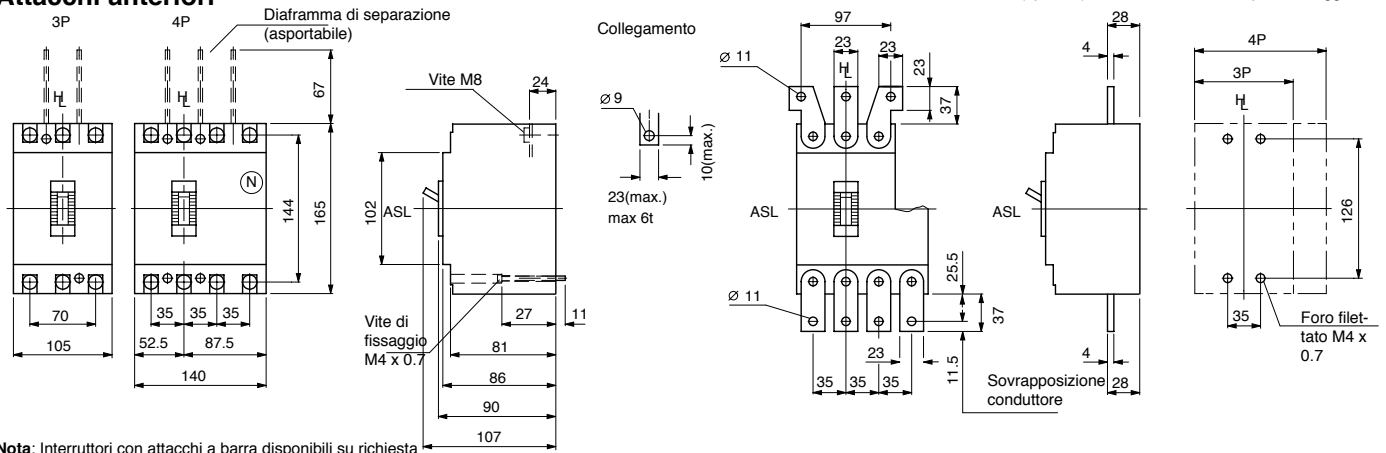 Attacchi anteriori
3P
4P
Diaframma di separazione
(asportabile)
67
HL
HL
N
144
165
70
105
35
35
35
52.5
87.5
140
Vite M8
24
102
ASL
Vite di
fissaggio
M4 x 0.7
27
11
81
86
90
107
Collegamento
Ø 9
10(max.)
23(max.)
max 6t
97
23
23
Ø 11
HL
23
37
ASL
25.5
Ø 11
37
23
11.5
35
35
35
Sovrapposizione
conduttore
28
4
ASL
4
28
4P
3P
HL
126
35
Foro filet-
tato M4 x
0.7
Nota: Interruttori con attacchi a barra disponibili su richiesta